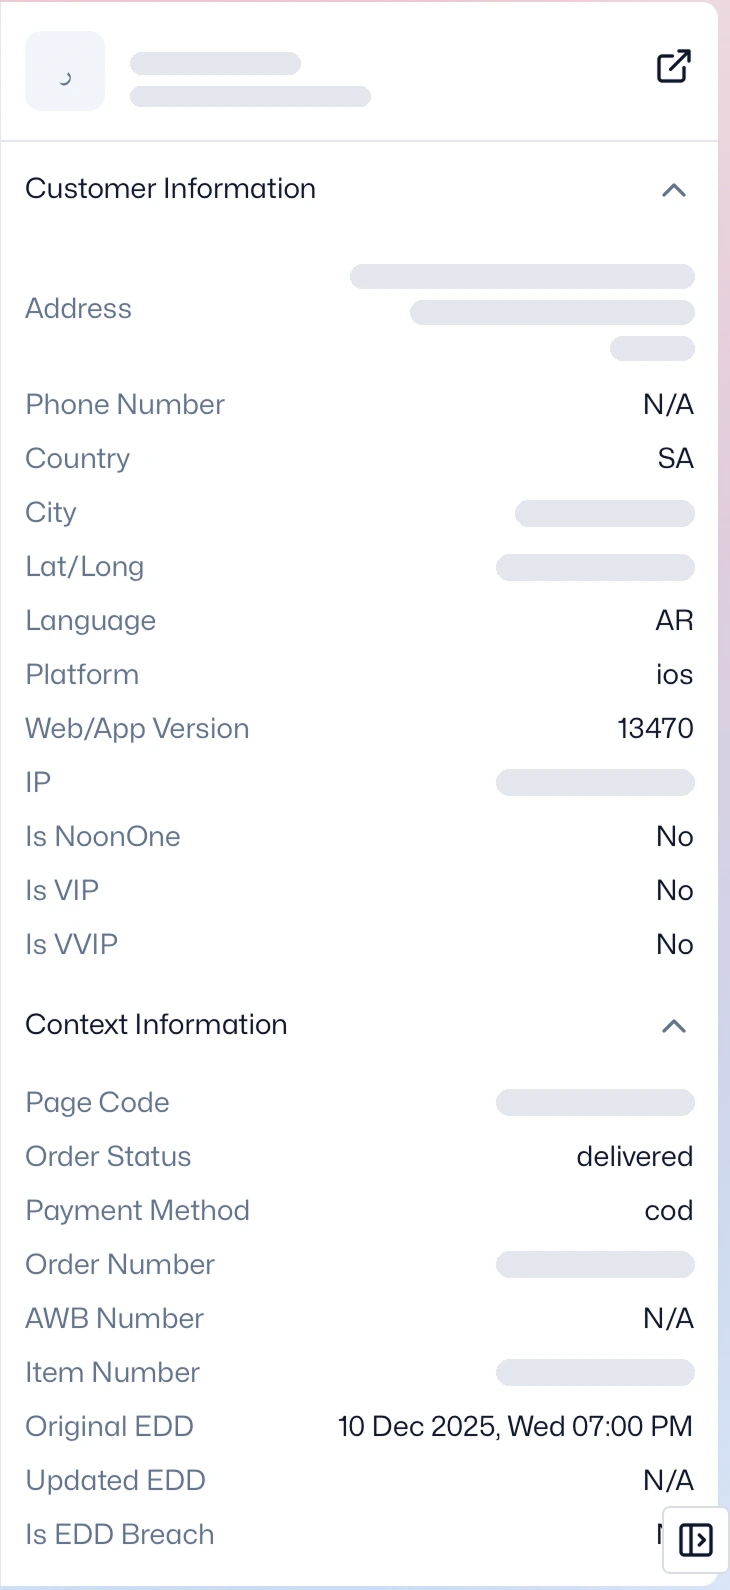 Customer Information
Address
Phone Number N/A
Country SA
City
Lat/Long
Language AR
Platform ios
Web/App Version 13470
IP
Is NoonOne No
Is VIP No
Is VVIP No
Context Information
Page Code
Order Status delivered
Payment Method cod
Order Number
AWB Number N/A
Item Number
Original EDD 10 Dec 2025, Wed 07:00 PM
Updated EDD N/A
Is EDD Breach